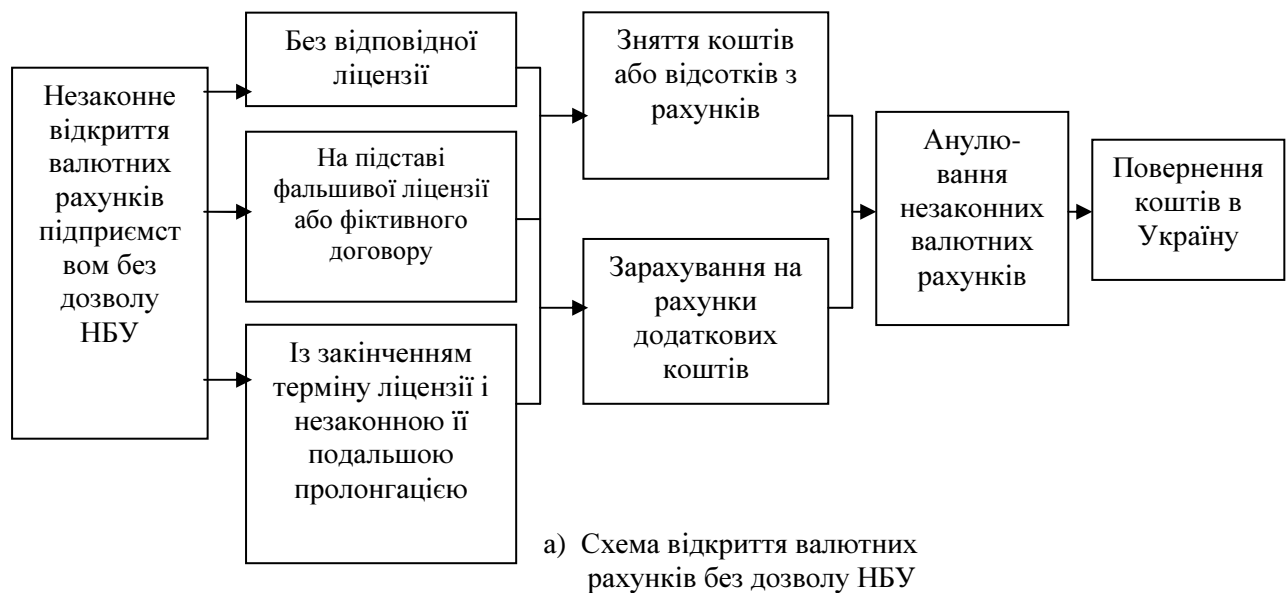 Незаконне
відкриття
валютних
рахунків
підприємст
вом без
дозволу
НБУ
Без відповідної
ліцензії
На підставі
фальшивої ліцензії
або фіктивного
договору
Із закінченням
терміну ліцензії і
незаконною її
подальшою
пролонгацією
Зняття коштів
або відсотків з
рахунків
Зарахування на
рахунки
додаткових
коштів
Анулю-
вання
незаконних
валютних
рахунків
Повернення
коштів в
Україну
а) Схема відкриття валютних
рахунків без дозволу НБУ